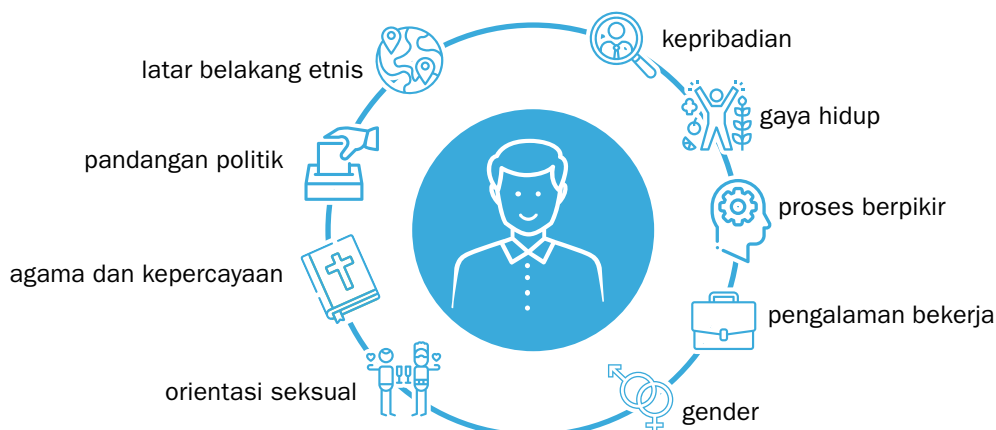 kepribadian
latar belakang etnis
gaya hidup
pandangan politik
proses berpikir
agama dan kepercayaan
pengalaman bekerja
orientasi seksual
gender